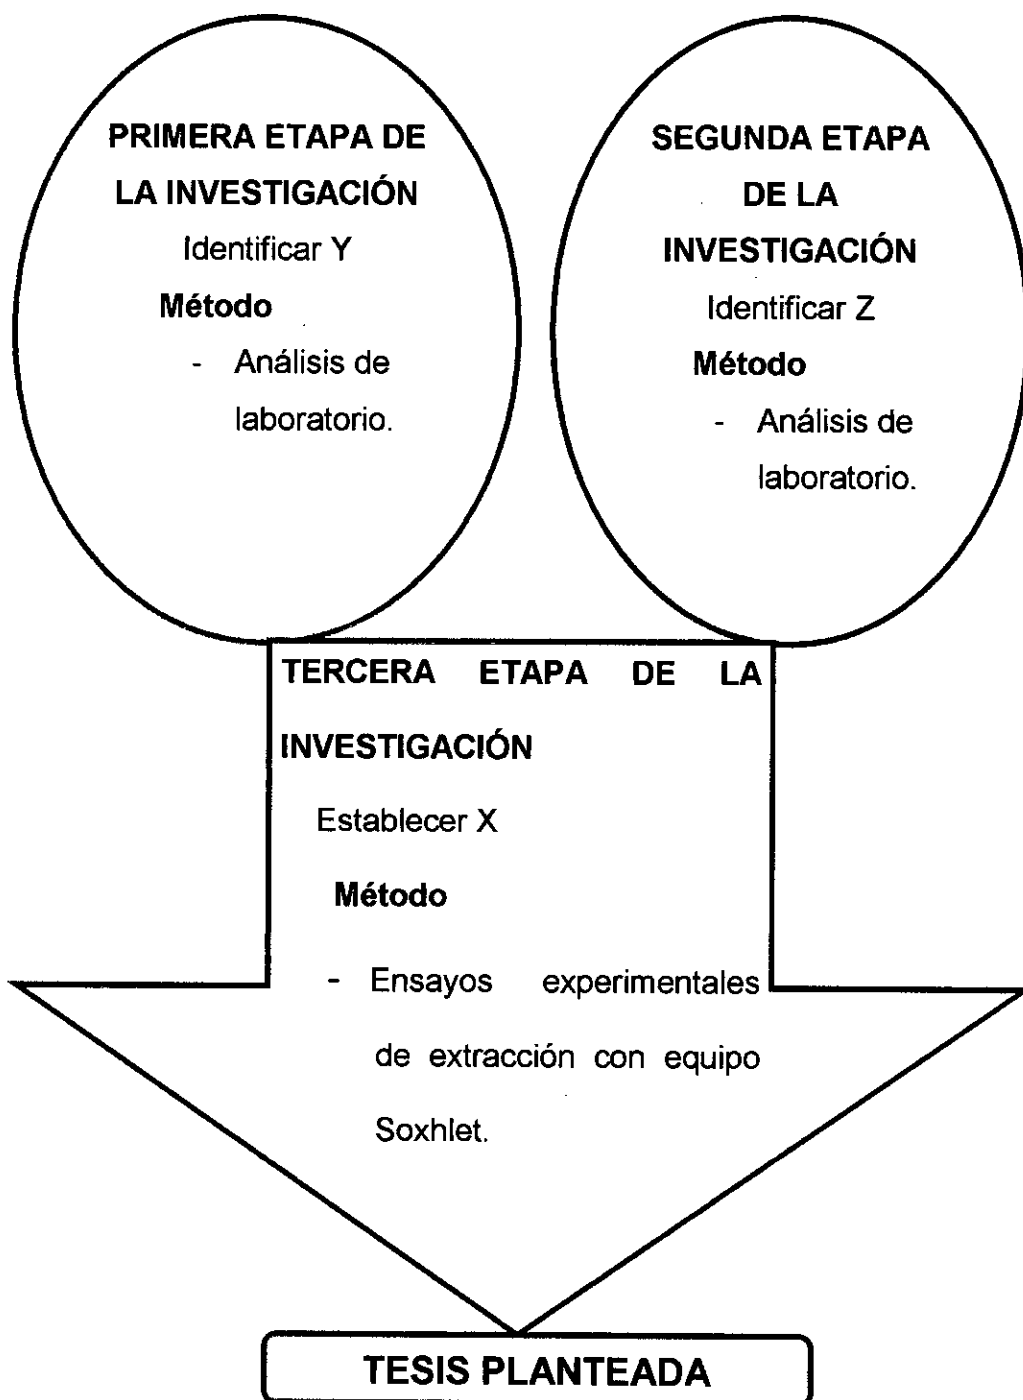 PRIMERA ETAPA DE
LA INVESTIGACIÓN
Identificar Y
Método
- Análisis de
laboratorio.
SEGUNDA ETAPA
DE LA
INVESTIGACIÓN
Identificar Z
Método
- Análisis de
laboratorio.
TERCERA ETAPA DE LA
INVESTIGACIÓN
Establecer X
Método
- Ensayos experimentales
de extracción con equipo
Soxhlet.
TESIS PLANTEADA